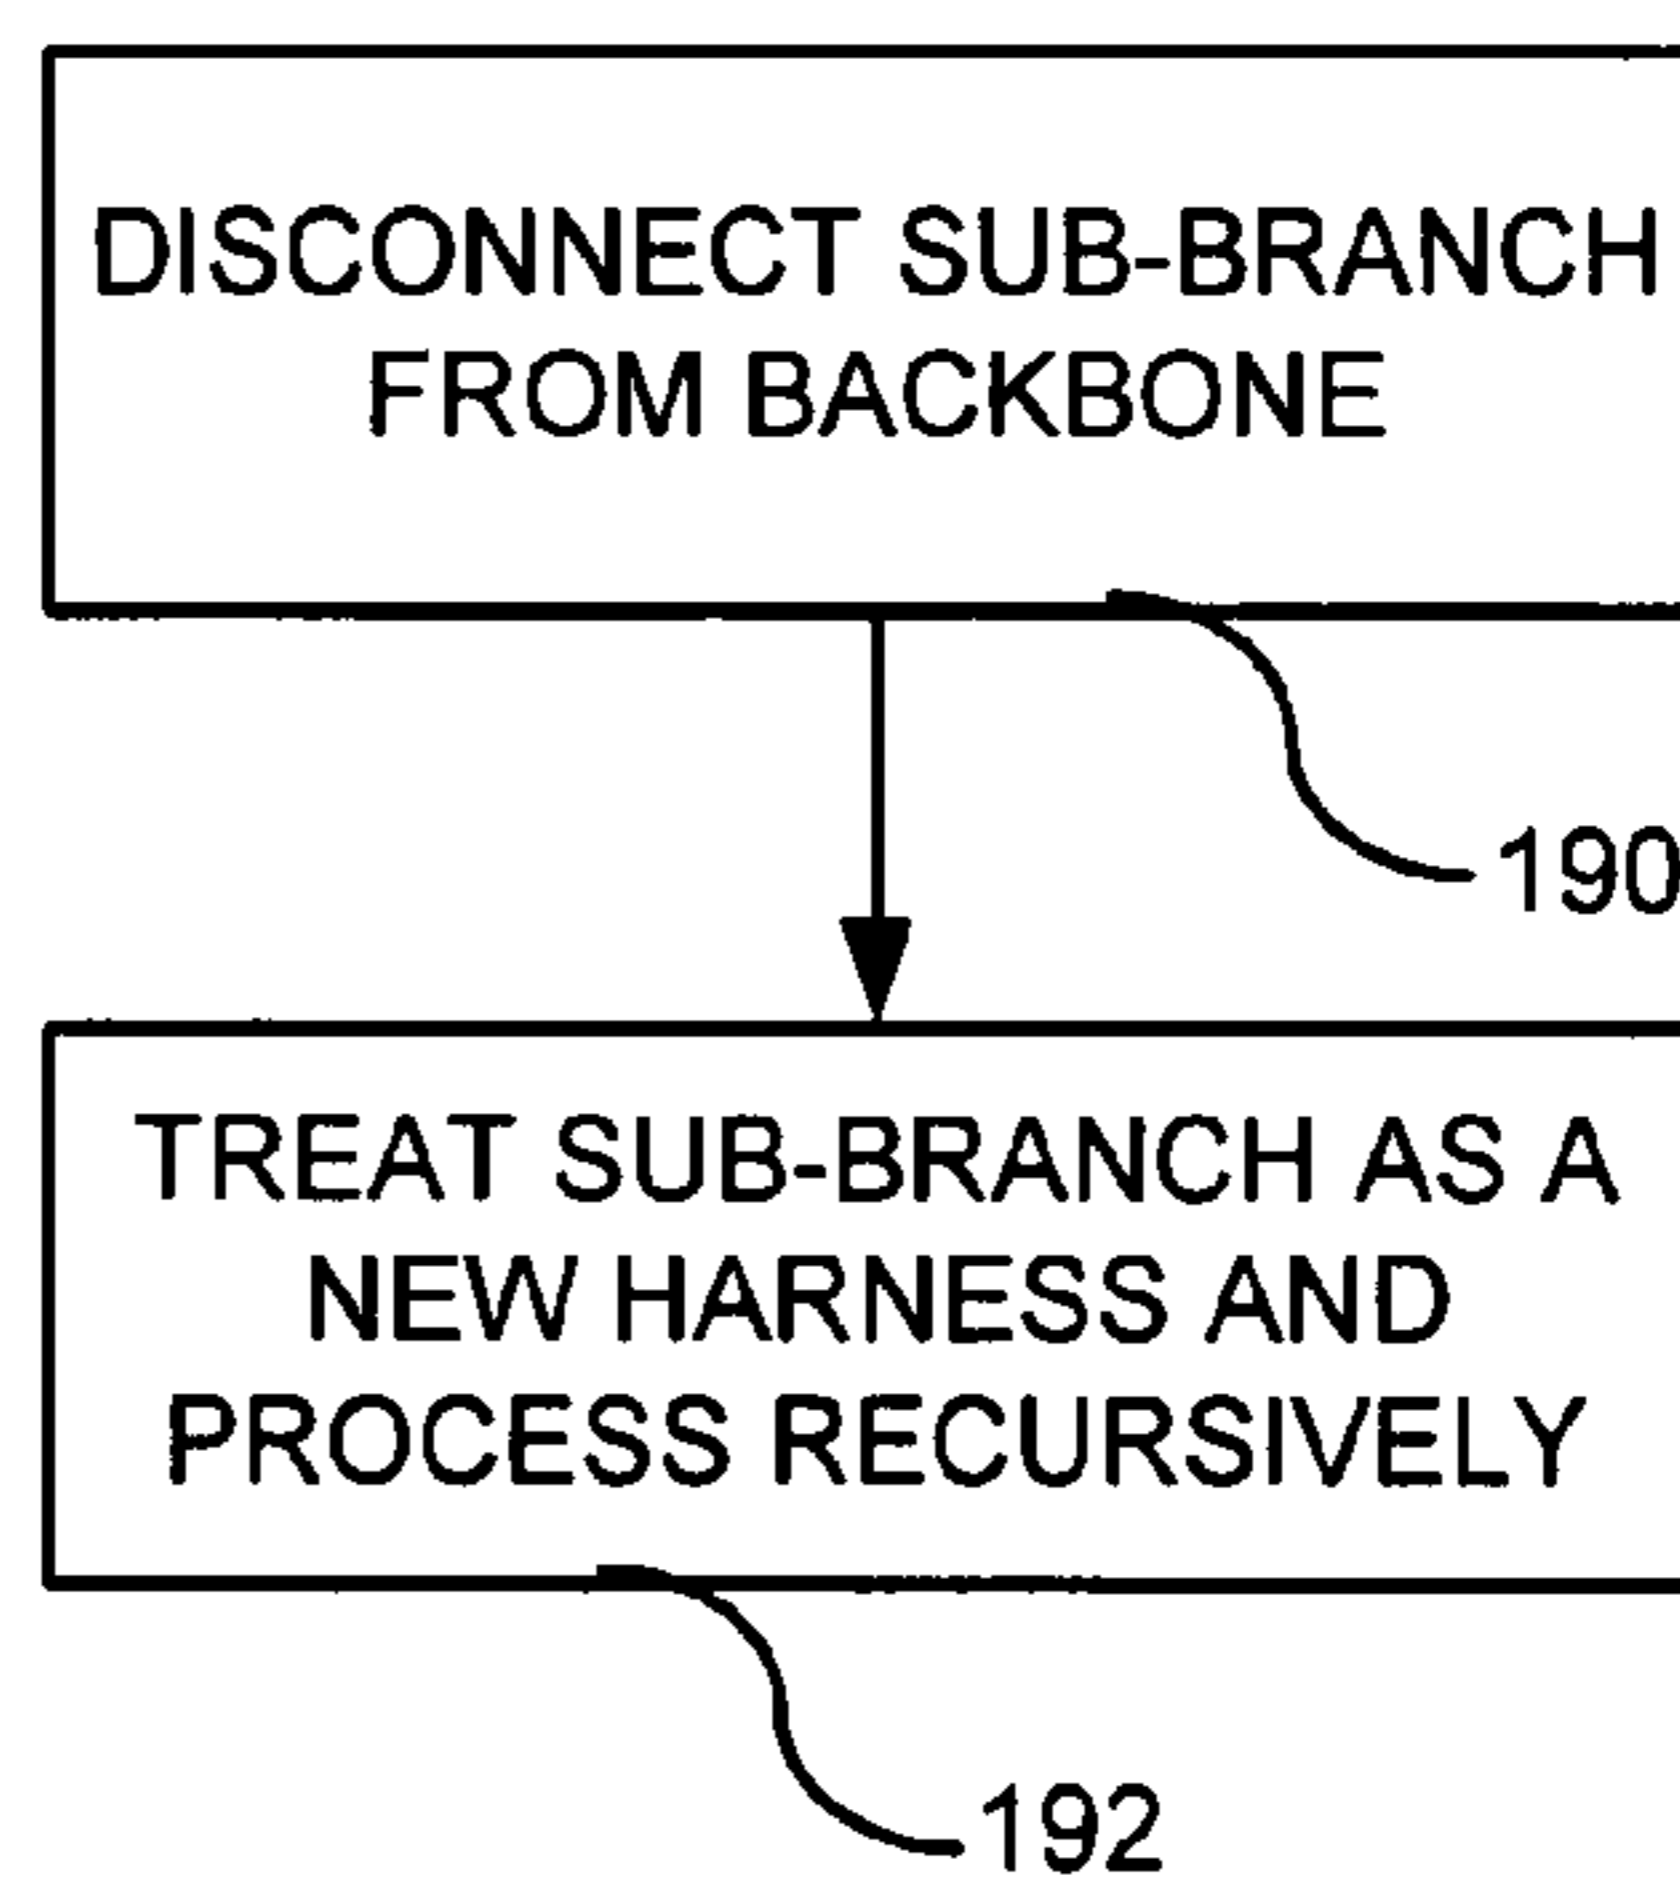 DISCONNECT SUB-BRANCH
FROM BACKBONE
190
TREAT SUB-BRANCH AS A
NEW HARNESS AND
PROCESS RECURSIVELY
192